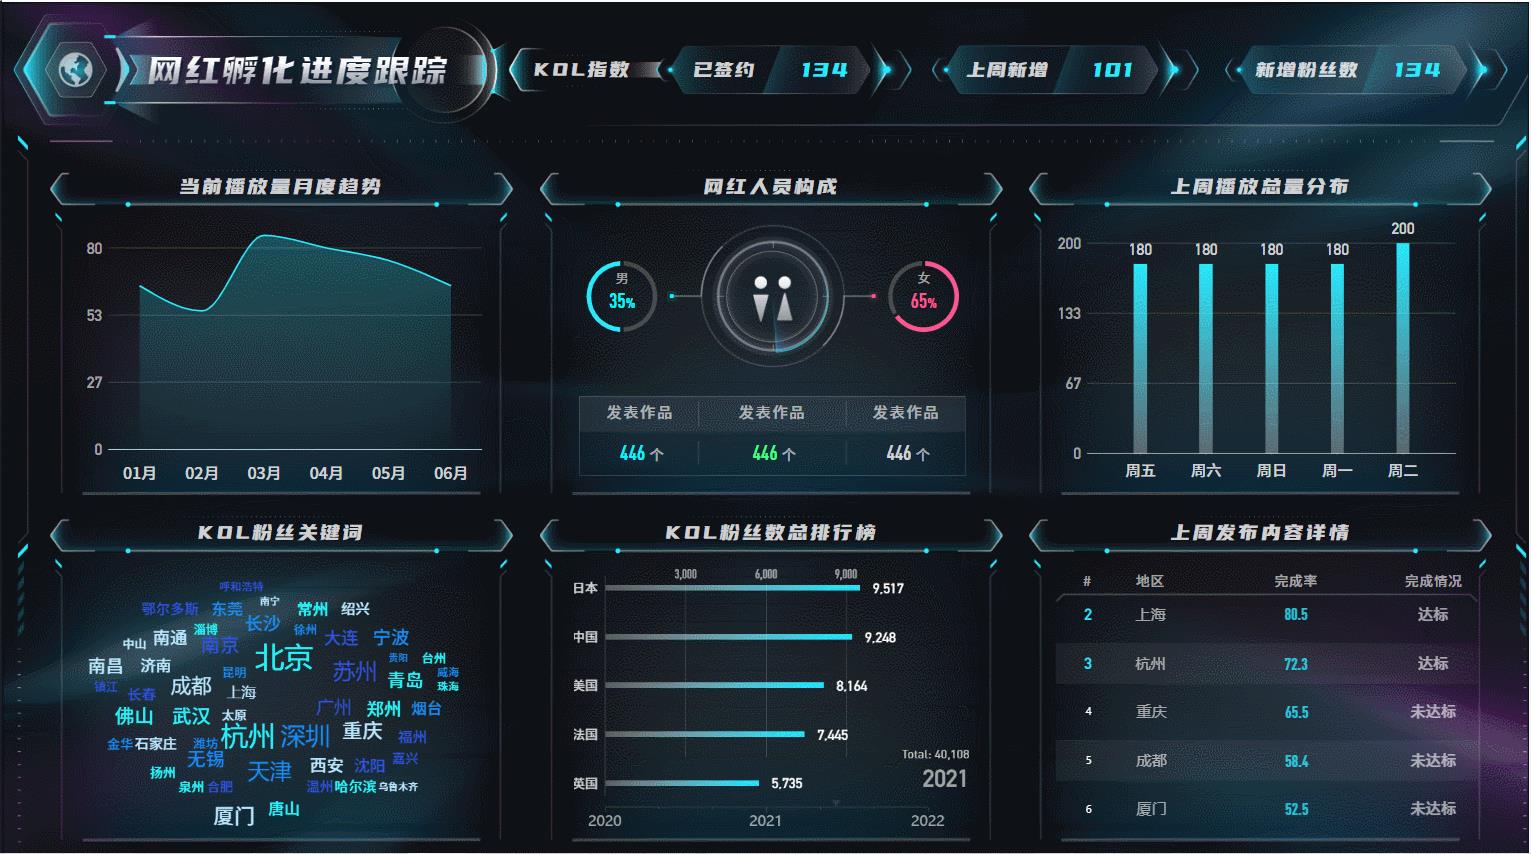 网红孵化进度跟踪
KOL指数
已签约 134
上周新增 101
新增粉丝数 134
当前播放量月度趋势
80
53
27
0
01月 02月 03月 04月 05月 06月
网红人员构成
男
35%
女
65%
发表作品 发表作品 发表作品
446 个 446 个 446 个
上周播放总量分布
200
133
67
0
180 180 180 180 200
周五 周六 周日 周一 周二
KOL粉丝关键词
呼和浩特
鄂尔多斯 东莞 南宁 常州 绍兴
淄博 长沙 徐州
中山 南通 南京 大连 宁波
北京 贵阳 台州
南昌 济南 昆明 苏州 威海
镇江 长春 成都 上海 青岛 珠海
广州 郑州 烟台
佛山 武汉 太原
杭州 深圳 重庆 福州
金华 石家庄 潍坊
无锡 西安 沈阳 嘉兴
扬州 天津
泉州 合肥 温州 哈尔滨 乌鲁木齐
厦门 唐山
KOL粉丝数总排行榜
3,000 6,000 9,000
日本 9,517
中国 9,248
美国 8,164
法国 7,445
英国 5,735
Total: 40,108
2021
2020 2021 2022
上周发布内容详情
# 地区 完成率 完成情况
2 上海 80.5 达标
3 杭州 72.3 达标
4 重庆 65.5 未达标
5 成都 58.4 未达标
6 厦门 52.5 未达标